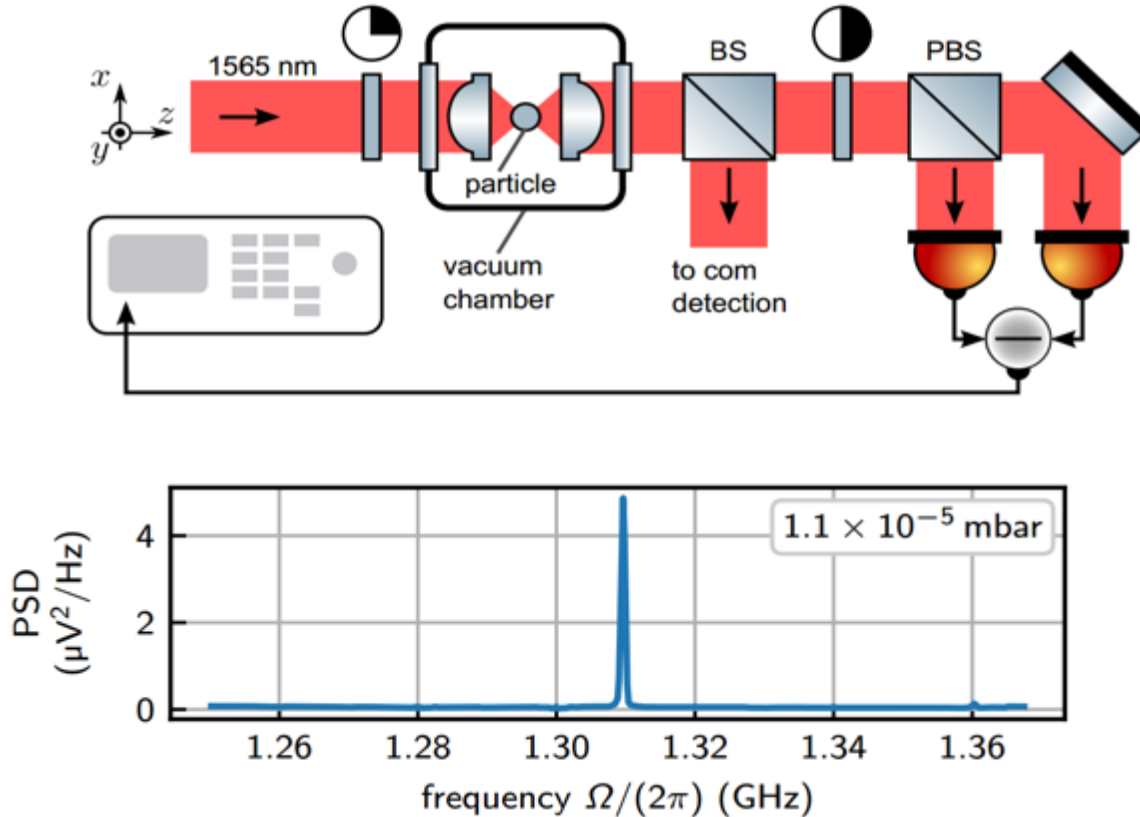 1565 nm
BS
PBS
x
z
y
particle
vacuum
chamber
to com
detection
1.1 × 10⁻⁵ mbar
PSD
(μV²/Hz)
4
2
0
1.26
1.28
1.30
1.32
1.34
1.36
frequency Ω/(2π) (GHz)